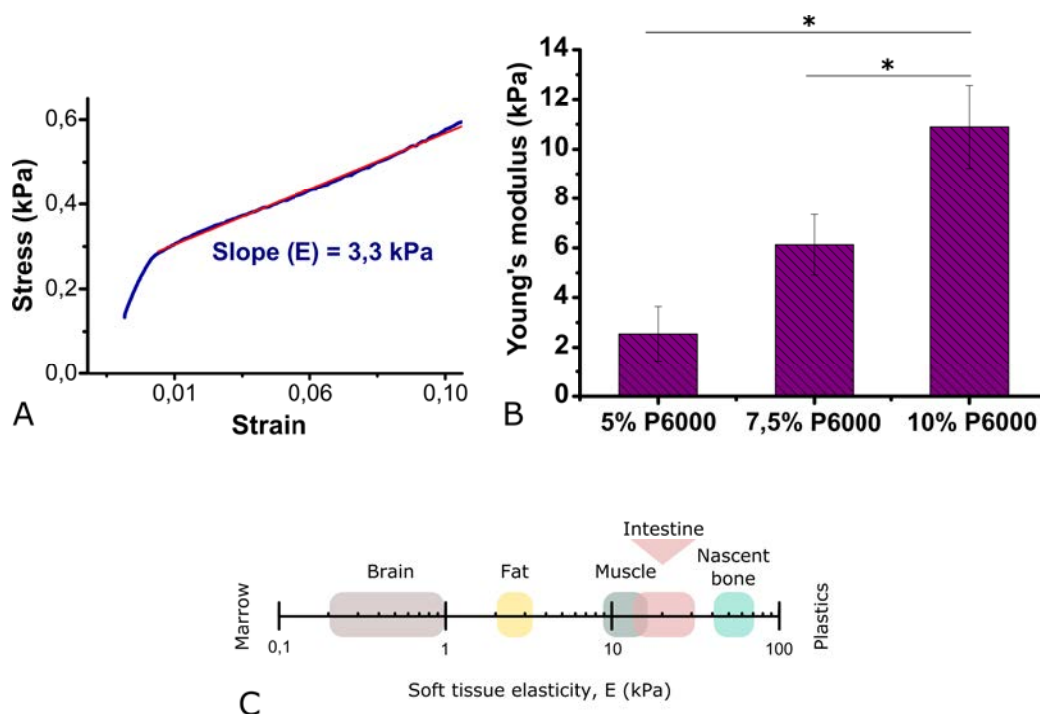 0,6
0,4
0,2
0,0
Stress (kPa)
Slope (E) = 3,3 kPa
0,01
0,06
0,10
Strain
A
*
*
14
12
10
8
6
4
2
0
Young's modulus (kPa)
5% P6000
7,5% P6000
10% P6000
B
Intestine
Brain
Fat
Muscle
Nascent
bone
Marrow
Plastics
0,1
1
10
100
Soft tissue elasticity, E (kPa)
C